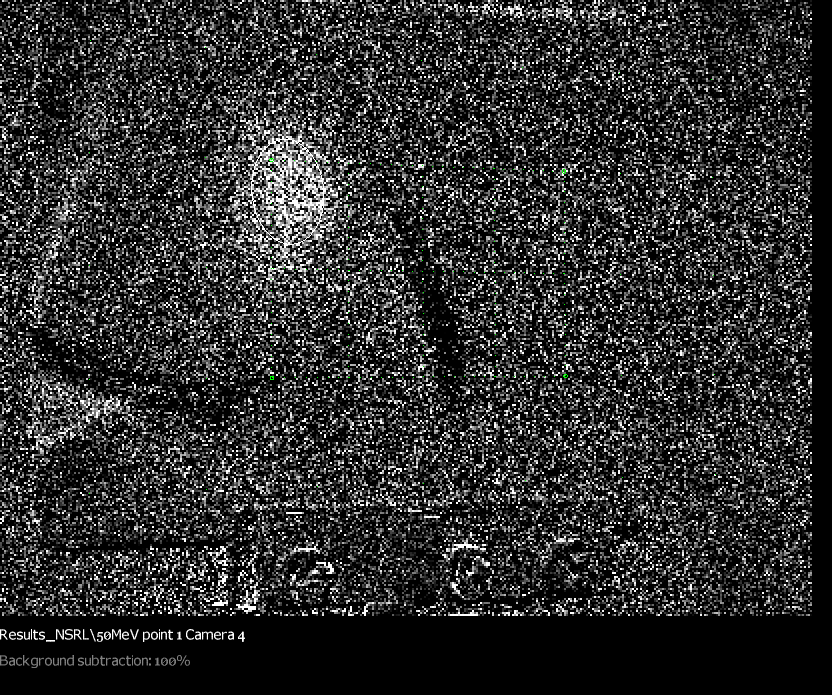 Results_NSRL\50MeV point 1 Camera 4
Background subtraction: 100%